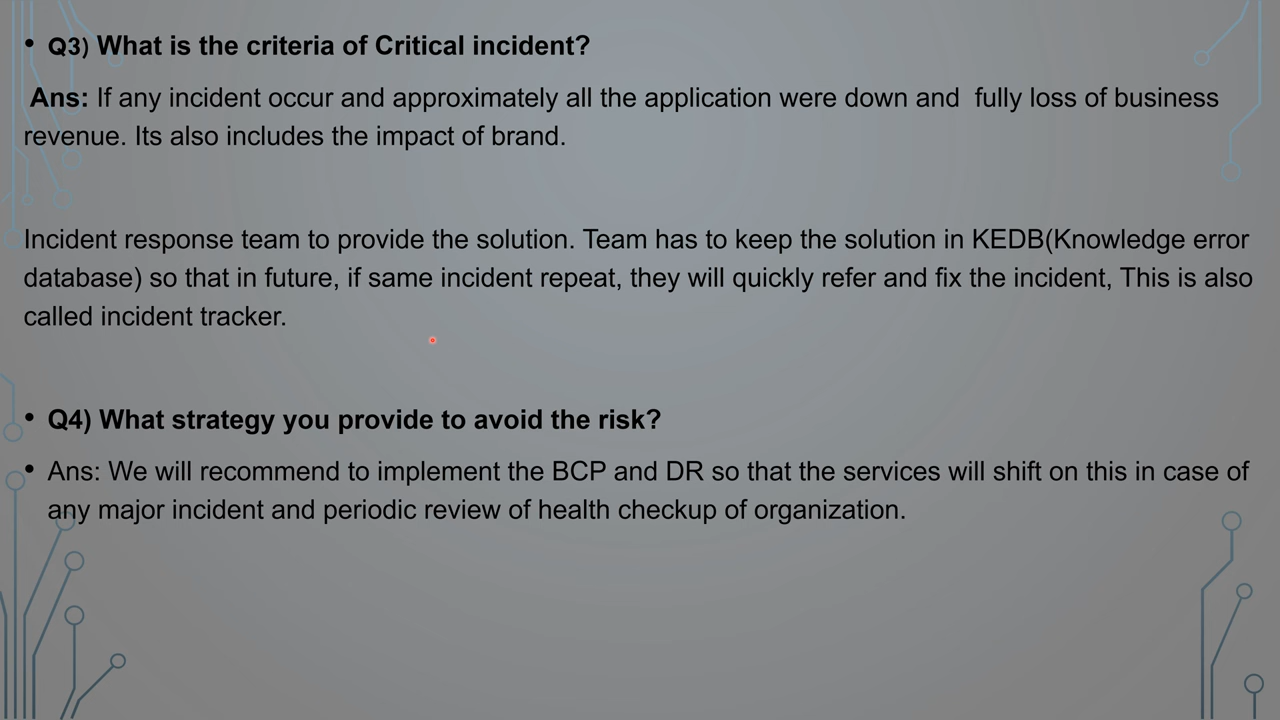 • Q3) What is the criteria of Critical incident?
Ans: If any incident occur and approximately all the application were down and  fully loss of business
revenue. Its also includes the impact of brand.
Incident response team to provide the solution. Team has to keep the solution in KEDB(Knowledge error
database) so that in future, if same incident repeat, they will quickly refer and fix the incident, This is also
called incident tracker.
• Q4) What strategy you provide to avoid the risk?
• Ans: We will recommend to implement the BCP and DR so that the services will shift on this in case of
any major incident and periodic review of health checkup of organization.